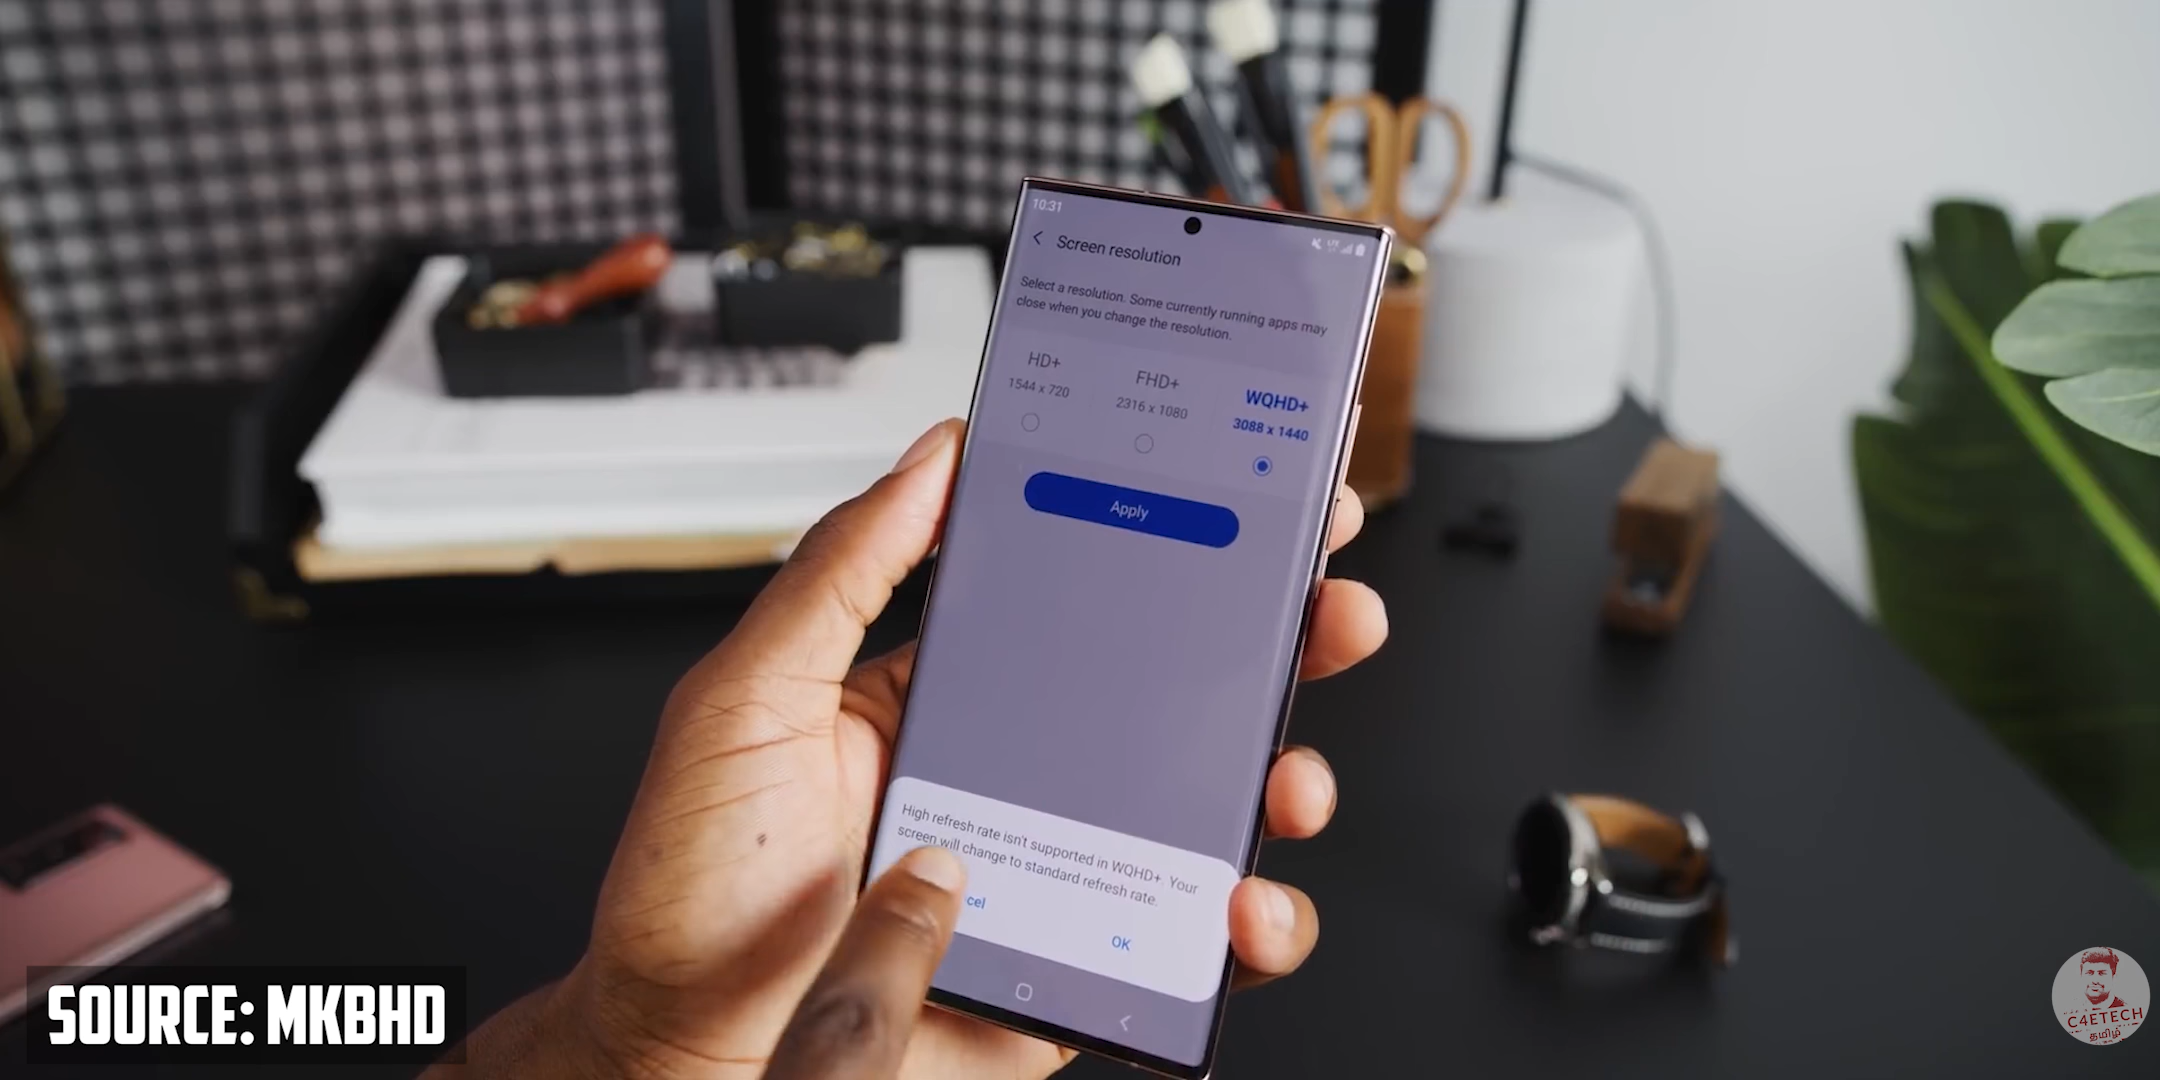 10:31
LTE
Screen resolution
Select a resolution. Some currently running apps may
close when you change the resolution.
HD+
1544 x 720
FHD+
2316 x 1080
WQHD+
3088 x 1440
Apply
High refresh rate isn't supported in WQHD+. Your
screen will change to standard refresh rate.
cel
OK
SOURCE: MKBHD
C4ETECH
தமிழ்